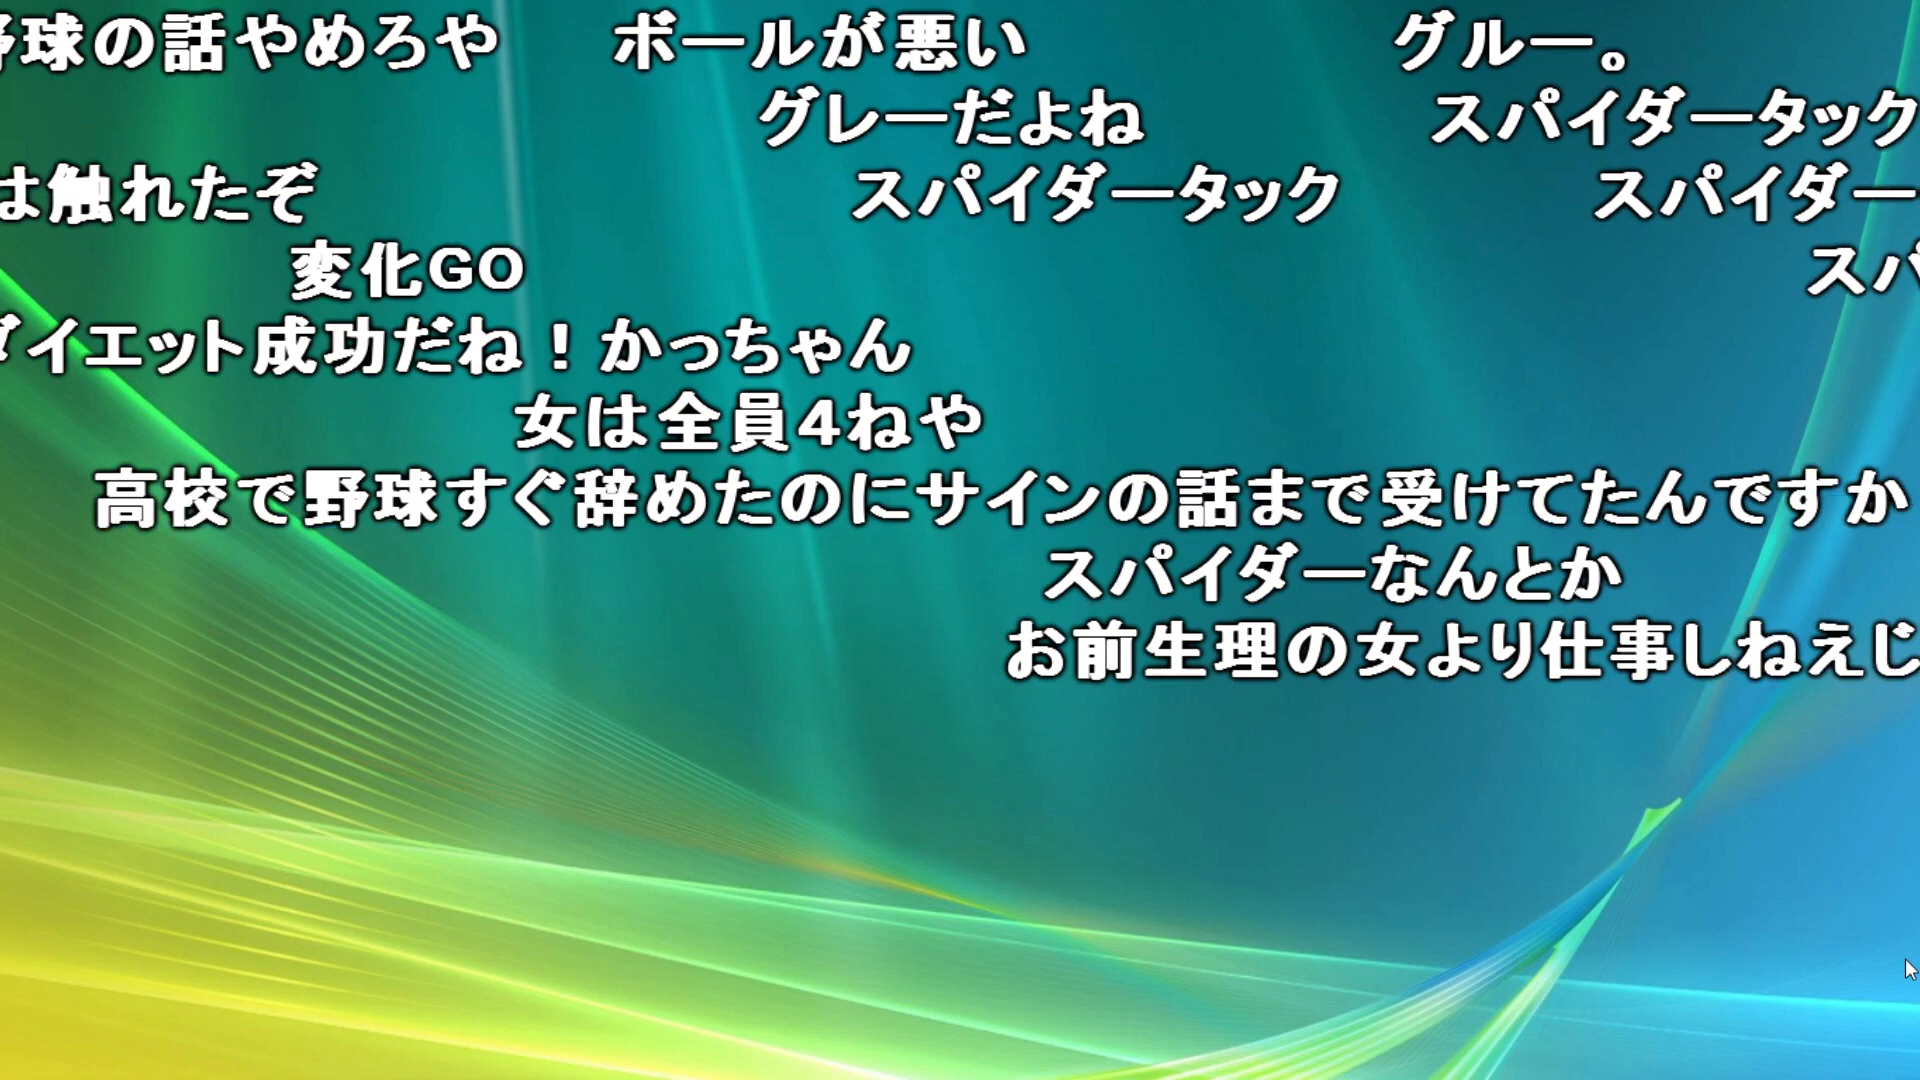 球の話やめろや ボールが悪い グルー。
グレーだよね スパイダータック
は触れたぞ スパイダータック スパイダー
変化GO スパ
ダイエット成功だね！かっちゃん
女は全員4ねや
高校で野球すぐ辞めたのにサインの話まで受けてたんですか
スパイダーなんとか
お前生理の女より仕事しねえじ